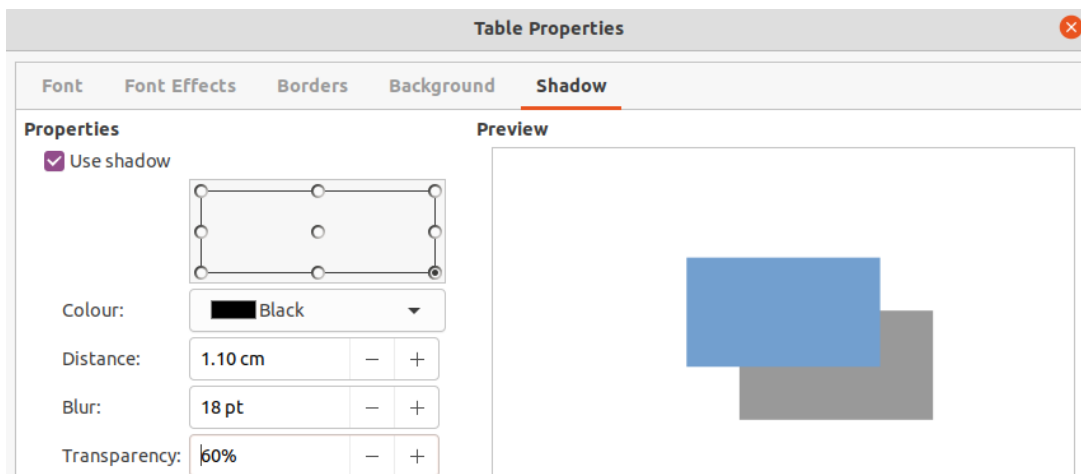 Table Properties
Font Font Effects Borders Background Shadow
Properties
Use shadow
Colour: Black
Distance: 1.10 cm
Blur: 18 pt
Transparency: 60%
Preview